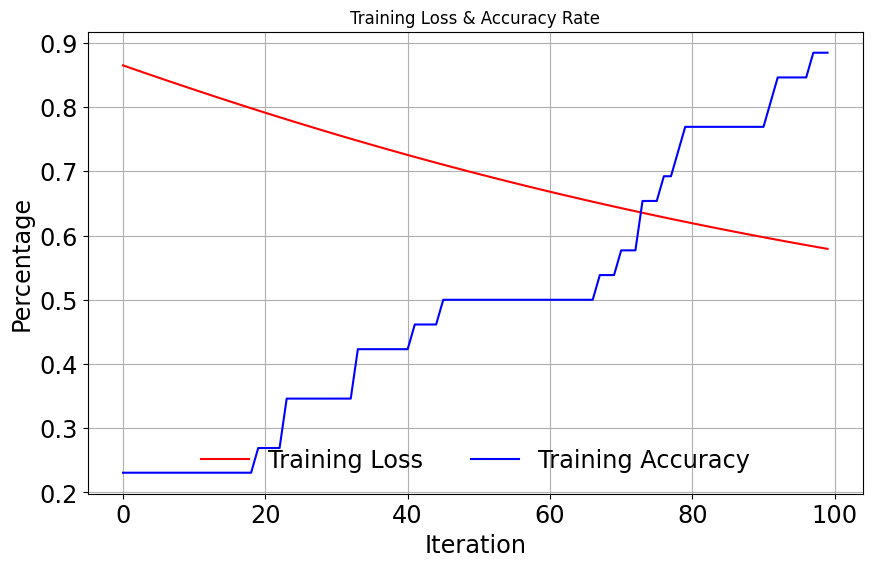 Training Loss & Accuracy Rate
0.9
0.8
0.7
0.6
0.5
0.4
0.3
0.2
Percentage
Training Loss Training Accuracy
0 20 40 60 80 100
Iteration